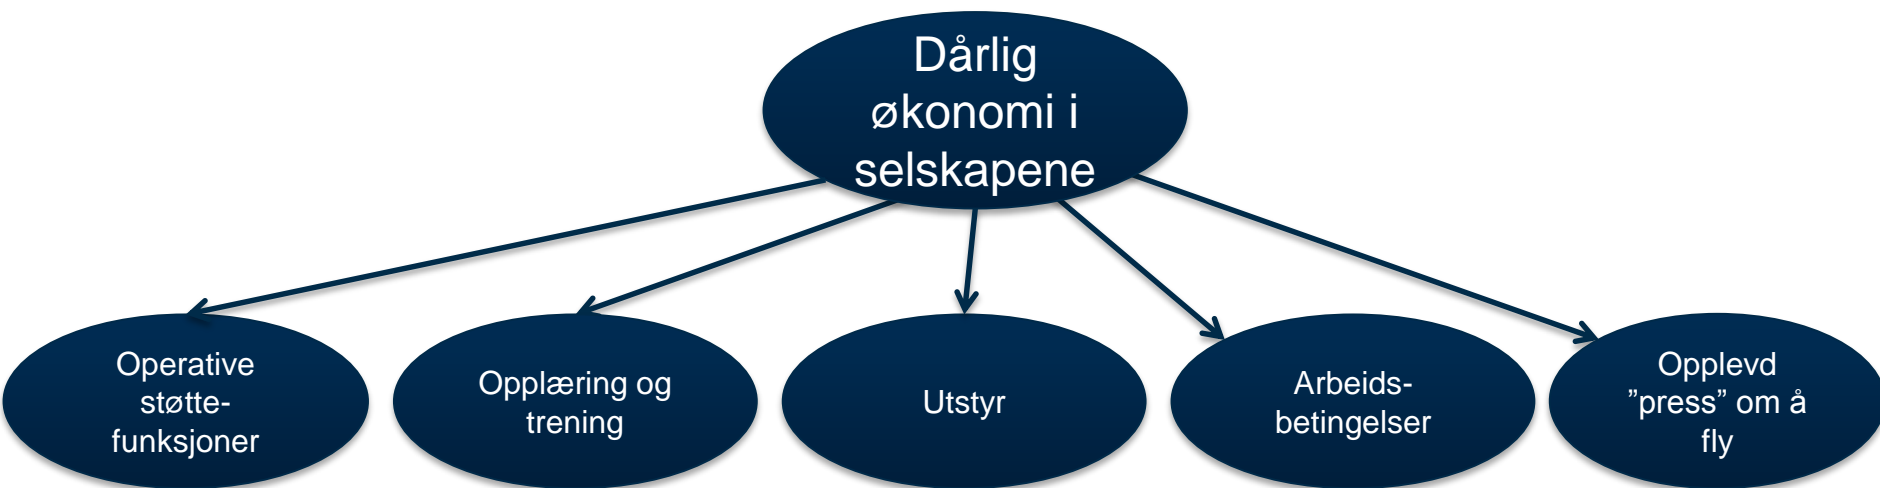 Dårlig
økonomi i
selskapene
Operative
støtte-
funksjoner
Opplæring og
trening
Utstyr
Arbeids-
betingelser
Opplevd
”press” om å
fly